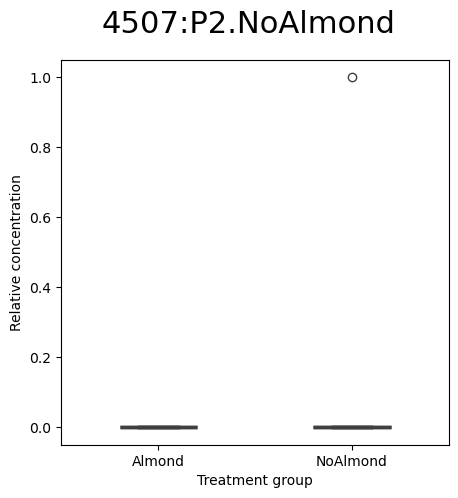 4507:P2.NoAlmond
1.0
0.8
0.6
0.4
0.2
0.0
Relative concentration
Almond
NoAlmond
Treatment group